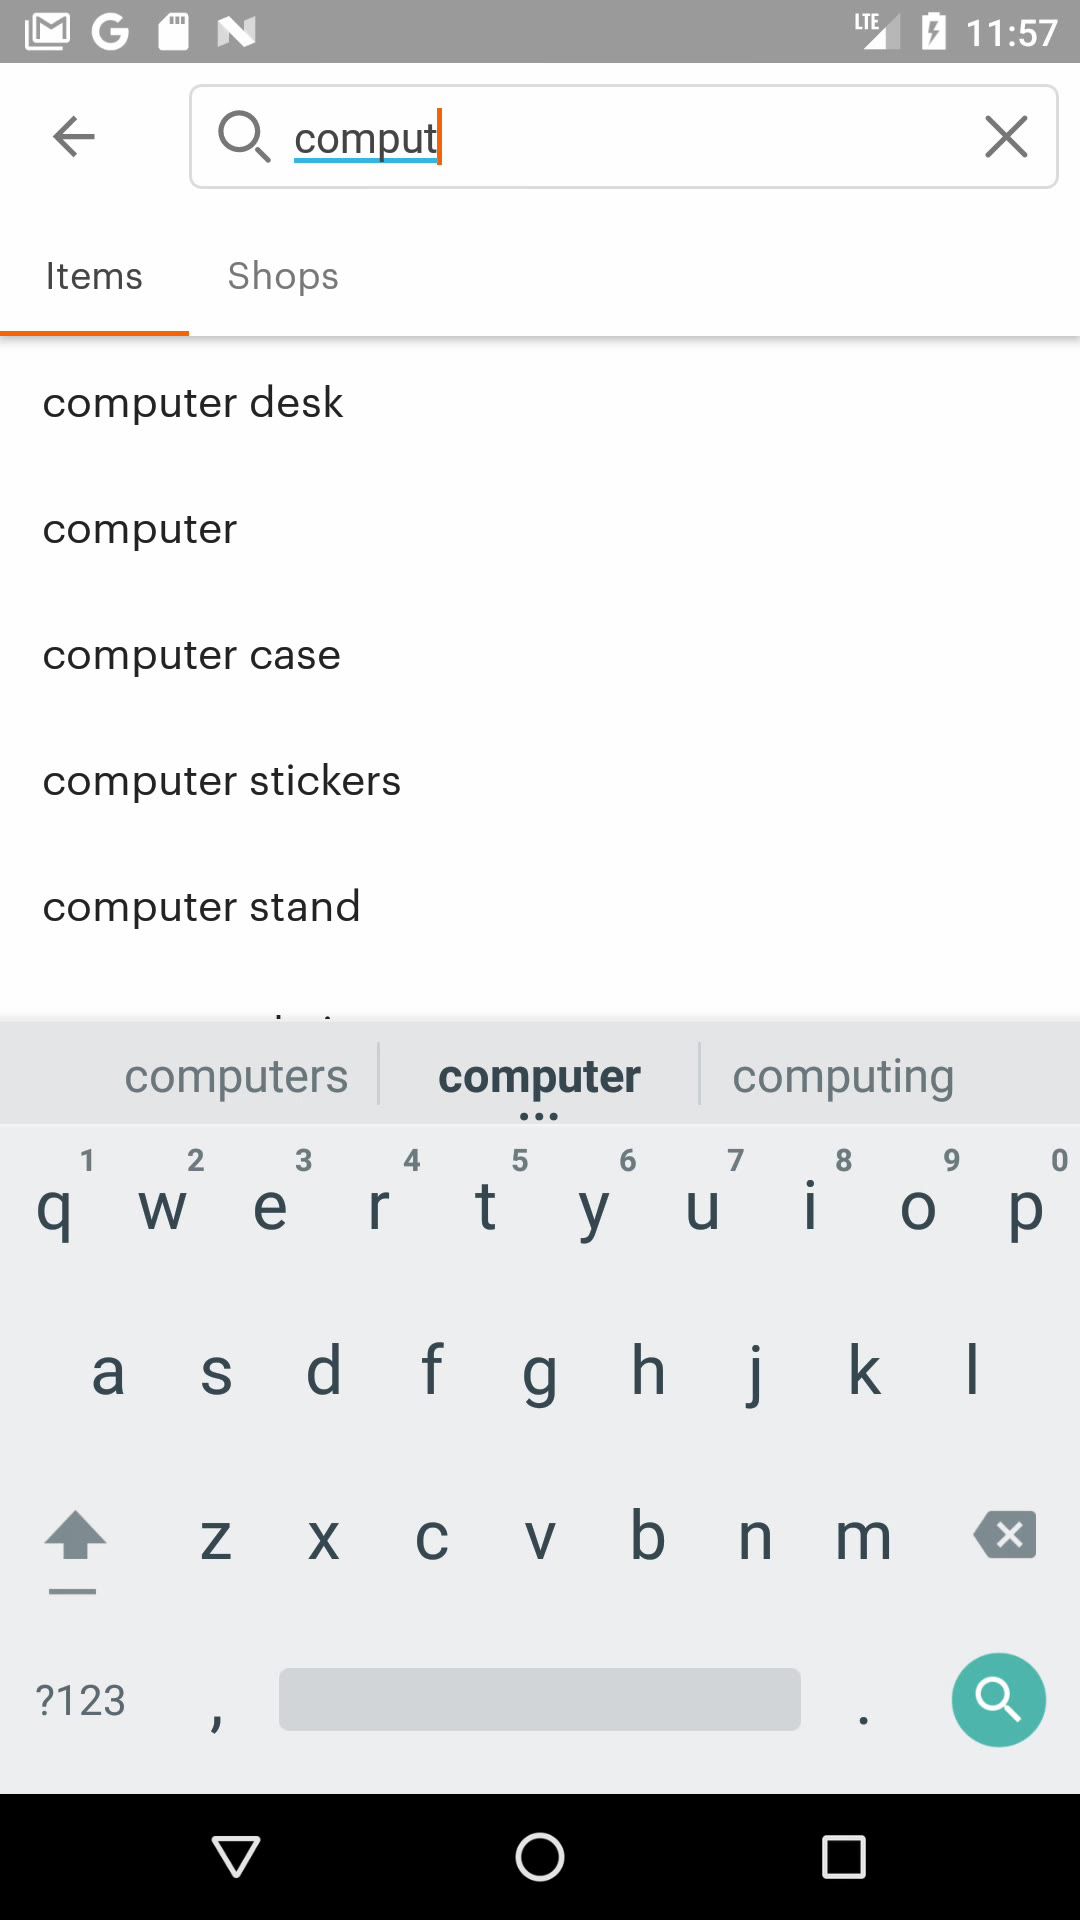 LTE 11:57
comput
Items Shops
computer desk
computer
computer case
computer stickers
computer stand
computers computer computing
1 2 3 4 5 6 7 8 9 0
q w e r t y u i o p
a s d f g h j k l
z x c v b n m
?123 , .